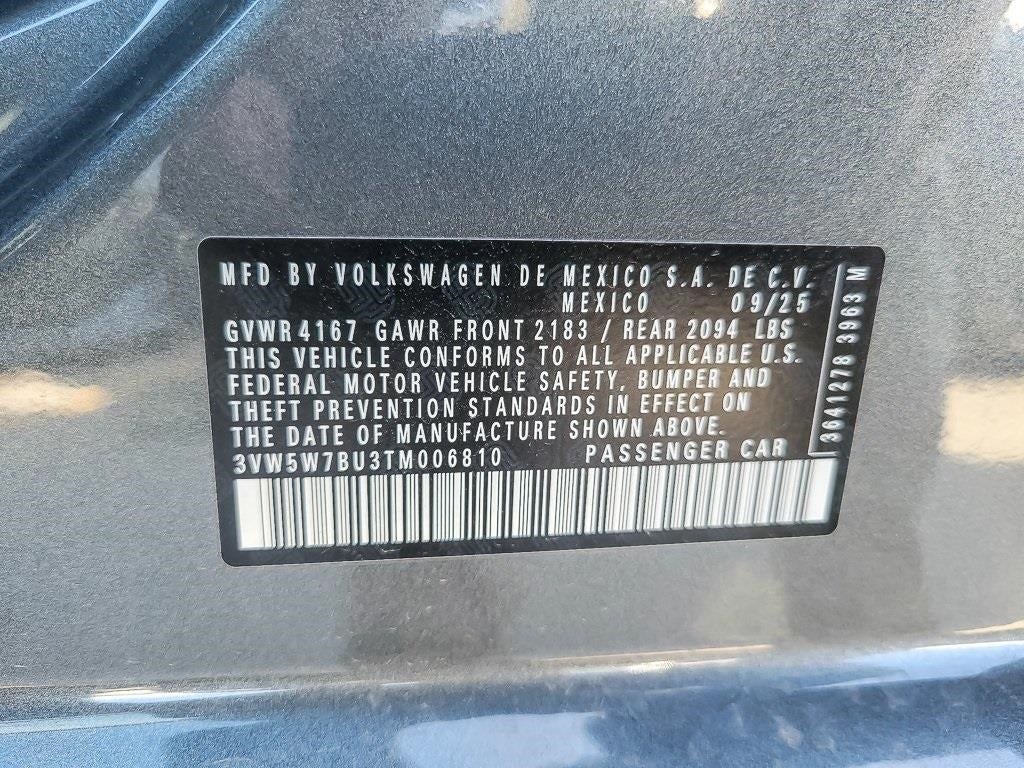 MFD BY VOLKSWAGEN DE MEXICO S.A. DE C.V.
MEXICO 09/25
GVWR 4167 GAWR FRONT 2183 / REAR 2094 LBS
THIS VEHICLE CONFORMS TO ALL APPLICABLE U.S.
FEDERAL MOTOR VEHICLE SAFETY, BUMPER AND
THEFT PREVENTION STANDARDS IN EFFECT ON
THE DATE OF MANUFACTURE SHOWN ABOVE.
3VW5W7BU3TM006810 PASSENGER CAR
3641278 3963 M